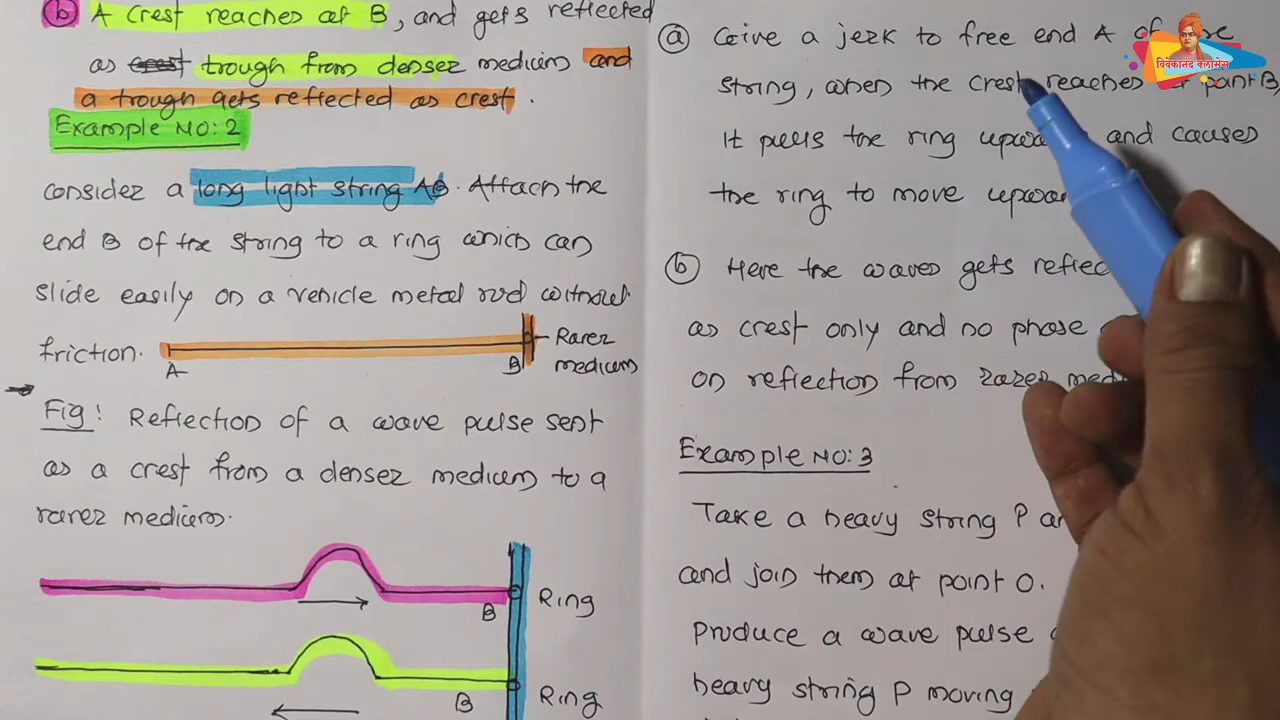 b A crest reaches at B, and gets reflected
as crest trough from denser medium and
a trough gets reflected as crest.
Example NO: 2
consider a long light string AB. Attach the
end B of the string to a ring which can
slide easily on a vehicle metal rod without
friction.
A
B
Rarer
medium
Fig: Reflection of a wave pulse sent
as a crest from a denser medium to a
rarer medium.
B
Ring
B
Ring
a Give a jerk to free end A of
string, when the crest reaches point B,
It pulls the ring and causes
the ring to move
b Here the waves gets
as crest only and no phase
on reflection from rarer
Example NO: 3
Take a heavy string P
and join them at point O.
Produce a wave pulse
heavy string P moving
विवेकानंद क्लासेस